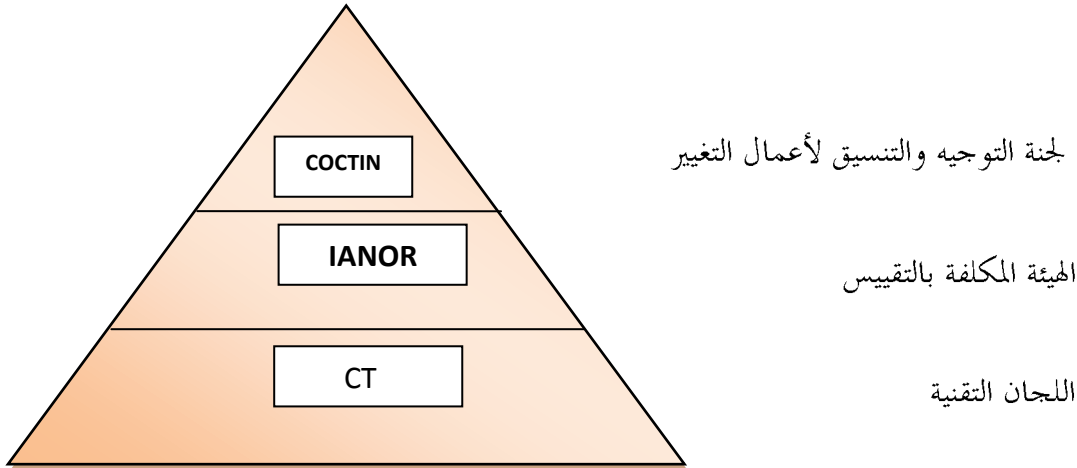 COCTIN
لجنة التوجيه والتنسيق لأعمال التغيير
IANOR
الهيئة المكلفة بالتقييس
CT
اللجان التقنية